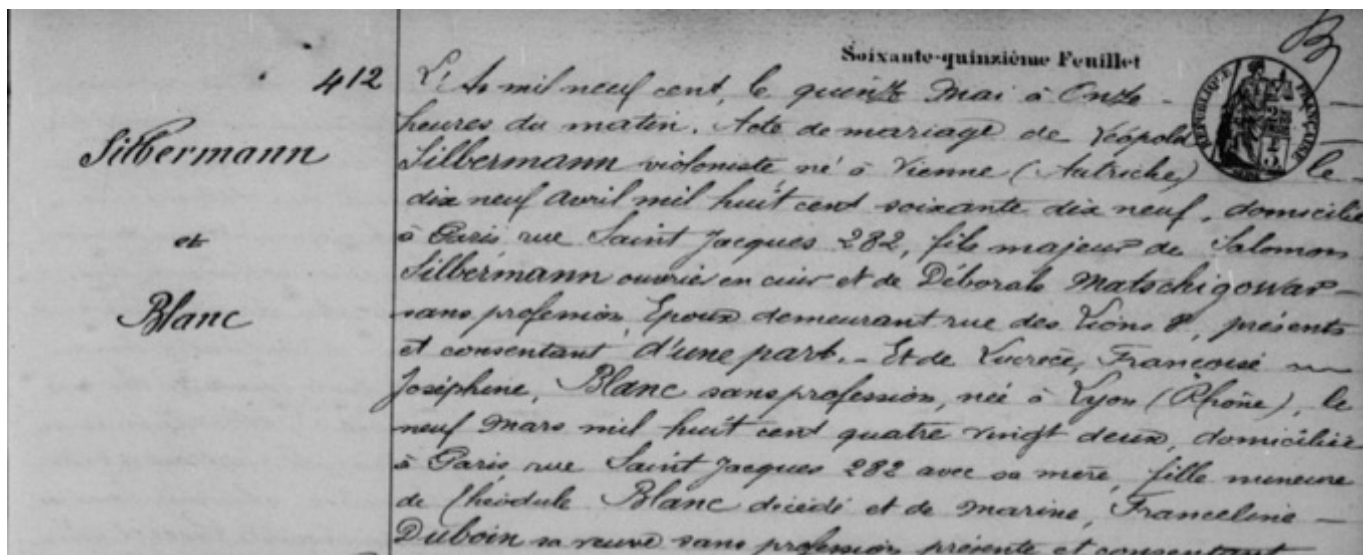 Soixante-quinzième Feuillet
412
Silbermann
et
Blanc
L'An mil neuf cent, le quinze Mai à Onze
heures du matin. Acte de mariage de Léopold
Silbermann violoniste né à Vienne (Autriche) le
dix neuf Avril mil huit cent soixante dix neuf, domicilié
à Paris rue Saint Jacques 282, fils majeur de Salomon
Silbermann ouvrier en cuir et de Déborah Matschigowar
sans profession, Epoux demeurant rue des Lions 8, présents
et consentant d'une part. - Et de Lucrèce, Françoise
Joséphine, Blanc sans profession, née à Lyon (Rhône), le
neuf Mars mil huit cent quatre vingt deux, domiciliée
à Paris rue Saint Jacques 282 avec sa mère, fille mineure
de Théodule Blanc décédé et de Marine, Franceline
Duboin sa veuve sans profession présente et consentant
RÉPUBLIQUE FRANÇAISE